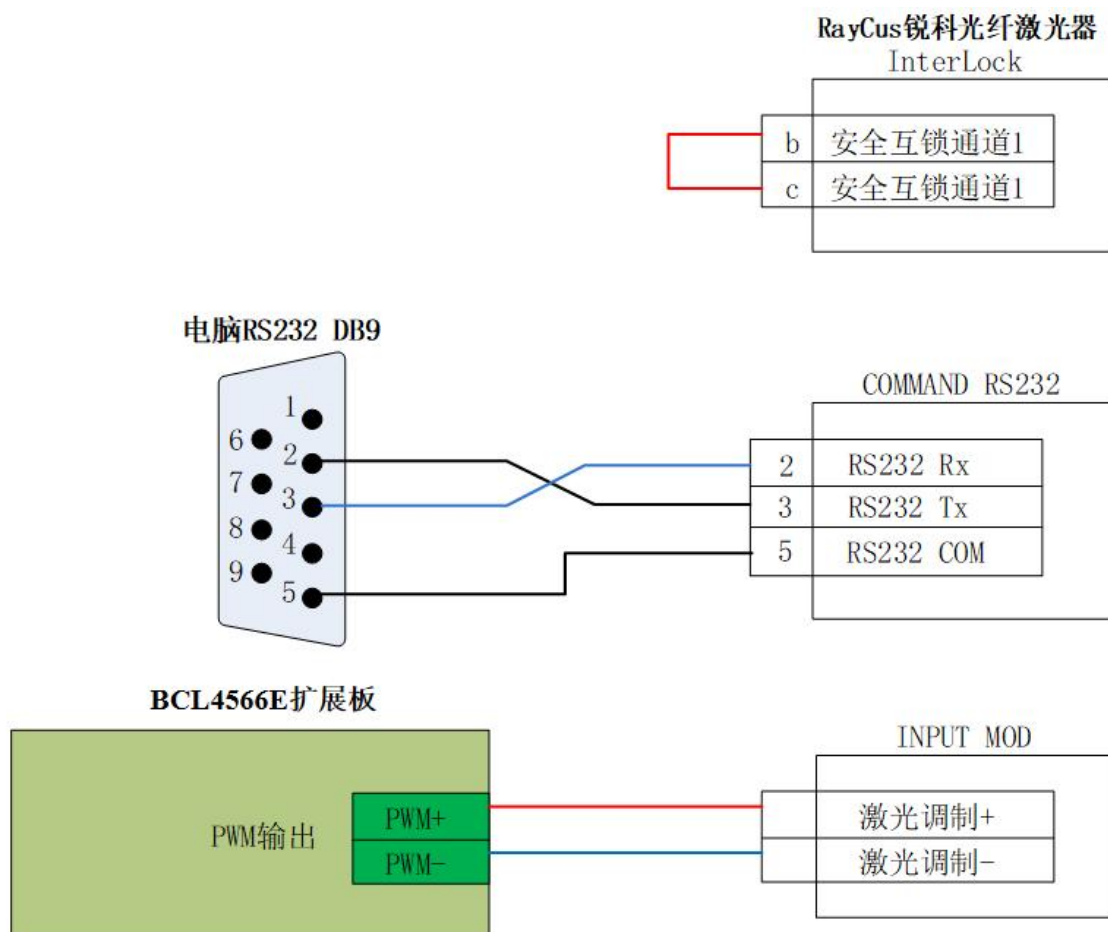 RayCus锐科光纤激光器
InterLock
b 安全互锁通道1
c 安全互锁通道1
电脑RS232 DB9
1
6
2
7
3
8
4
9
5
COMMAND RS232
2 RS232 Rx
3 RS232 Tx
5 RS232 COM
BCL4566E扩展板
PWM输出
PWM+
PWM-
INPUT MOD
激光调制+
激光调制-